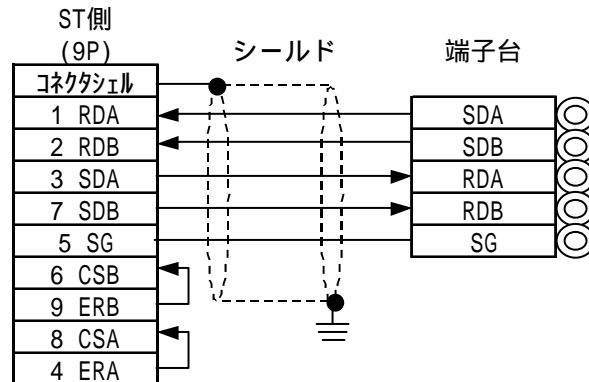 ST側
(9P)
シールド
端子台
コネクタシェル
1 RDA
SDA
2 RDB
SDB
3 SDA
RDA
7 SDB
RDB
5 SG
SG
6 CSB
9 ERB
8 CSA
4 ERA